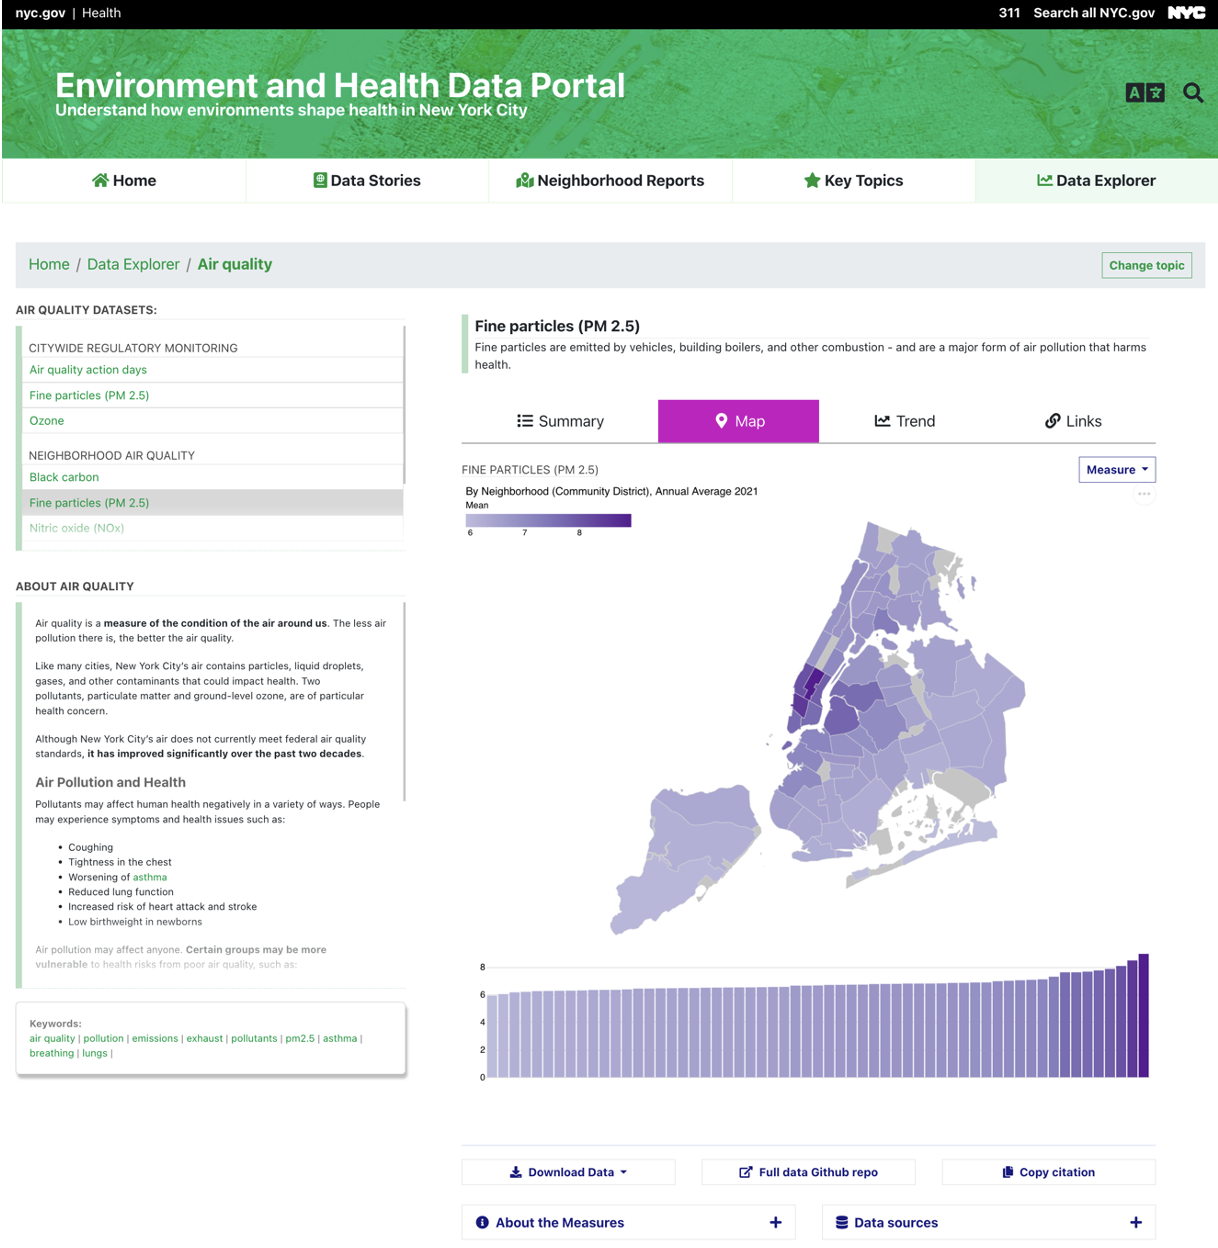 nyc.gov | Health
311 Search all NYC.gov NYC
Environment and Health Data Portal
Understand how environments shape health in New York City
A 文
Home
Data Stories
Neighborhood Reports
Key Topics
Data Explorer
Home / Data Explorer / Air quality
Change topic
AIR QUALITY DATASETS:
CITYWIDE REGULATORY MONITORING
Air quality action days
Fine particles (PM 2.5)
Ozone
NEIGHBORHOOD AIR QUALITY
Black carbon
Fine particles (PM 2.5)
Nitric oxide (NOx)
ABOUT AIR QUALITY
Air quality is a measure of the condition of the air around us. The less air
pollution there is, the better the air quality.
Like many cities, New York City's air contains particles, liquid droplets,
gases, and other contaminants that could impact health. Two
pollutants, particulate matter and ground-level ozone, are of particular
health concern.
Although New York City's air does not currently meet federal air quality
standards, it has improved significantly over the past two decades.
Air Pollution and Health
Pollutants may affect human health negatively in a variety of ways. People
may experience symptoms and health issues such as:
• Coughing
• Tightness in the chest
• Worsening of asthma
• Reduced lung function
• Increased risk of heart attack and stroke
• Low birthweight in newborns
Air pollution may affect anyone. Certain groups may be more
vulnerable to health risks from poor air quality, such as:
Keywords:
air quality | pollution | emissions | exhaust | pollutants | pm2.5 | asthma |
breathing | lungs |
Fine particles (PM 2.5)
Fine particles are emitted by vehicles, building boilers, and other combustion - and are a major form of air pollution that harms
health.
Summary
Map
Trend
Links
FINE PARTICLES (PM 2.5)
Measure
By Neighborhood (Community District), Annual Average 2021
Mean
6 7 8
8
6
4
2
0
Download Data
Full data Github repo
Copy citation
About the Measures +
Data sources +